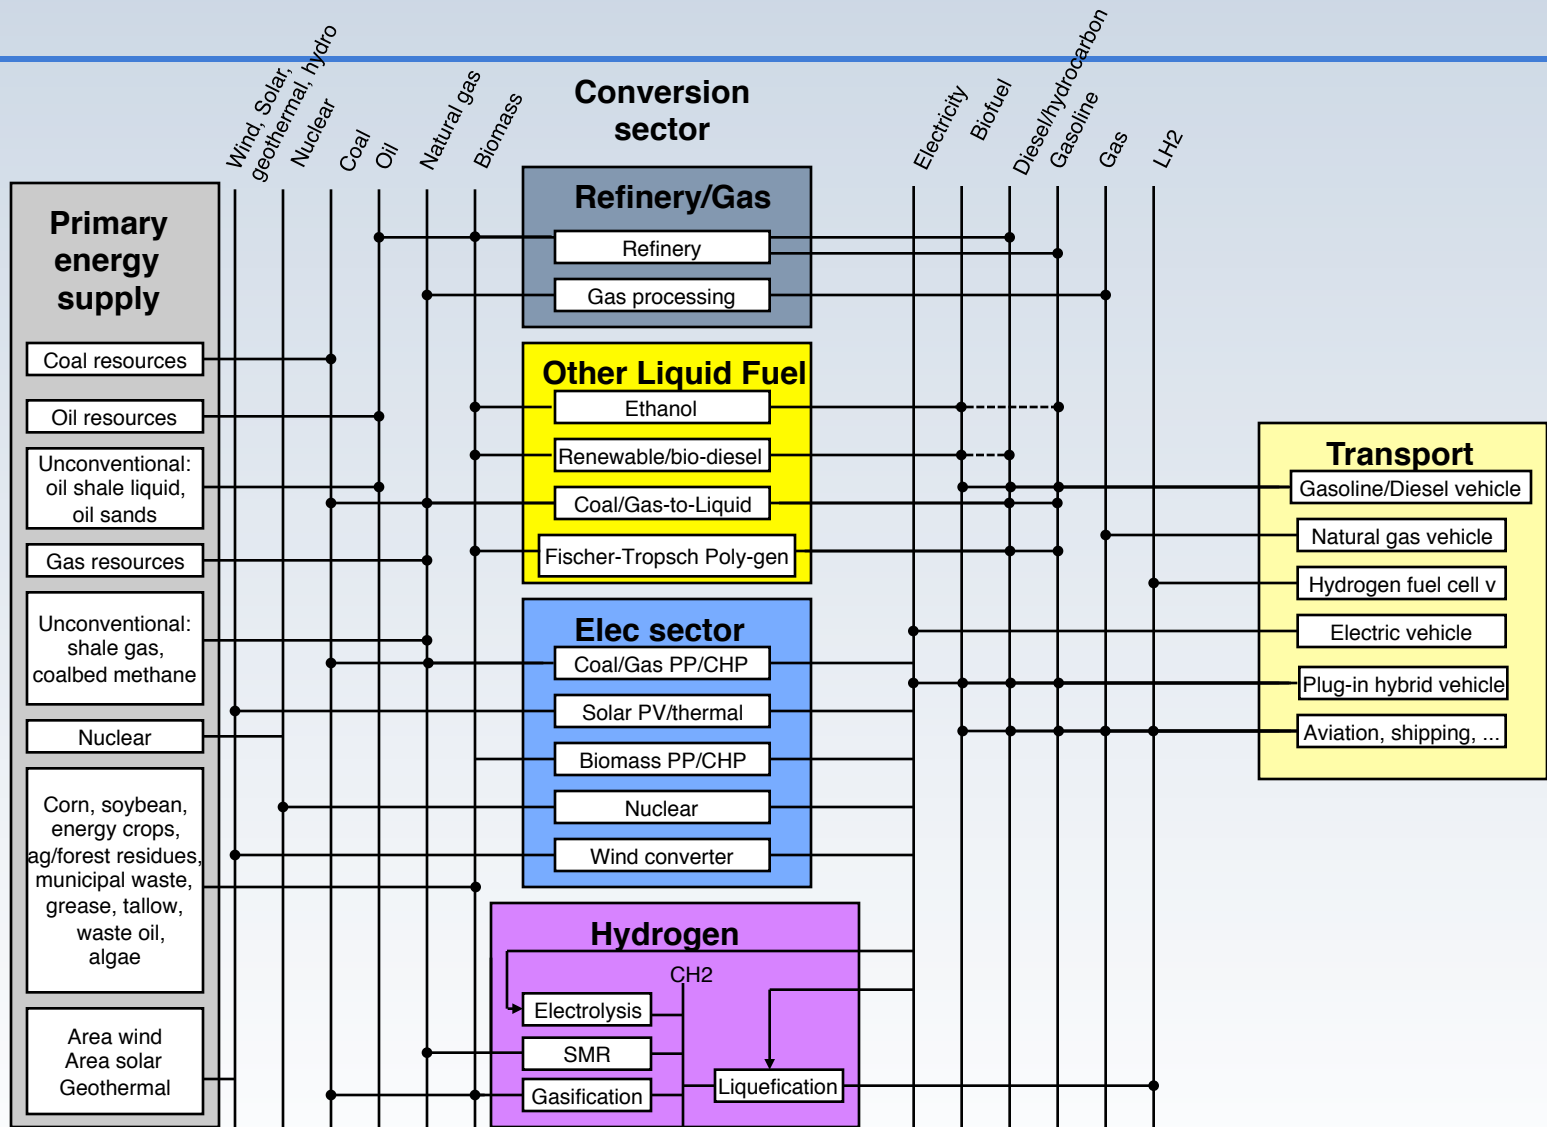 Wind, Solar,
geothermal, hydro
Nuclear
Coal
Oil
Natural gas
Biomass
Conversion
sector
Electricity
Biofuel
Diesel/hydrocarbon
Gasoline
Gas
LH2
Primary
energy
supply
Coal resources
Oil resources
Unconventional:
oil shale liquid,
oil sands
Gas resources
Unconventional:
shale gas,
coalbed methane
Nuclear
Corn, soybean,
energy crops,
ag/forest residues,
municipal waste,
grease, tallow,
waste oil,
algae
Area wind
Area solar
Geothermal
Refinery/Gas
Refinery
Gas processing
Other Liquid Fuel
Ethanol
Renewable/bio-diesel
Coal/Gas-to-Liquid
Fischer-Tropsch Poly-gen
Elec sector
Coal/Gas PP/CHP
Solar PV/thermal
Biomass PP/CHP
Nuclear
Wind converter
Hydrogen
CH2
Electrolysis
SMR
Gasification
Liquefication
Transport
Gasoline/Diesel vehicle
Natural gas vehicle
Hydrogen fuel cell v
Electric vehicle
Plug-in hybrid vehicle
Aviation, shipping, ...